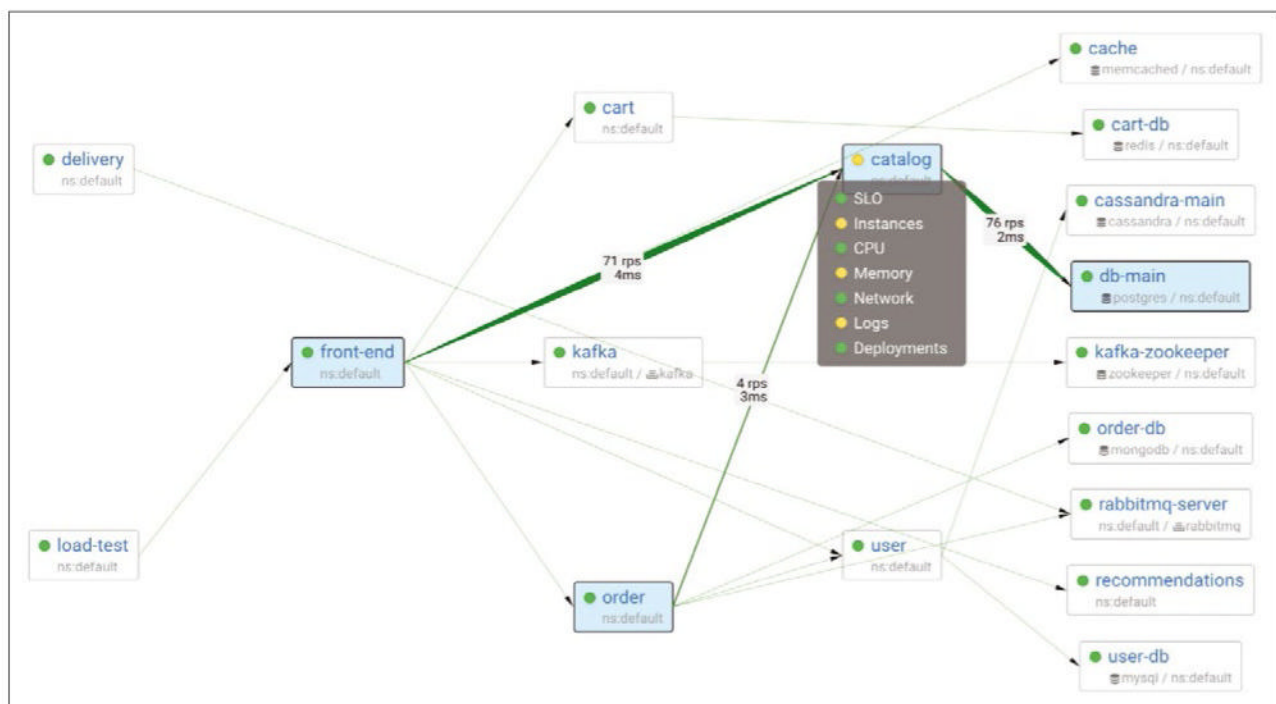 cache
memcached / ns:default
cart
ns:default
cart-db
redis / ns:default
delivery
ns:default
catalog
ns:default
SLO
Instances
CPU
Memory
Network
Logs
Deployments
cassandra-main
cassandra / ns:default
76 rps
2ms
71 rps
4ms
db-main
postgres / ns:default
front-end
ns:default
kafka
ns:default / kafka
kafka-zookeeper
zookeeper / ns:default
4 rps
3ms
order-db
mongodb / ns:default
rabbitmq-server
ns:default / rabbitmq
load-test
ns:default
user
ns:default
recommendations
ns:default
order
ns:default
user-db
mysql / ns:default